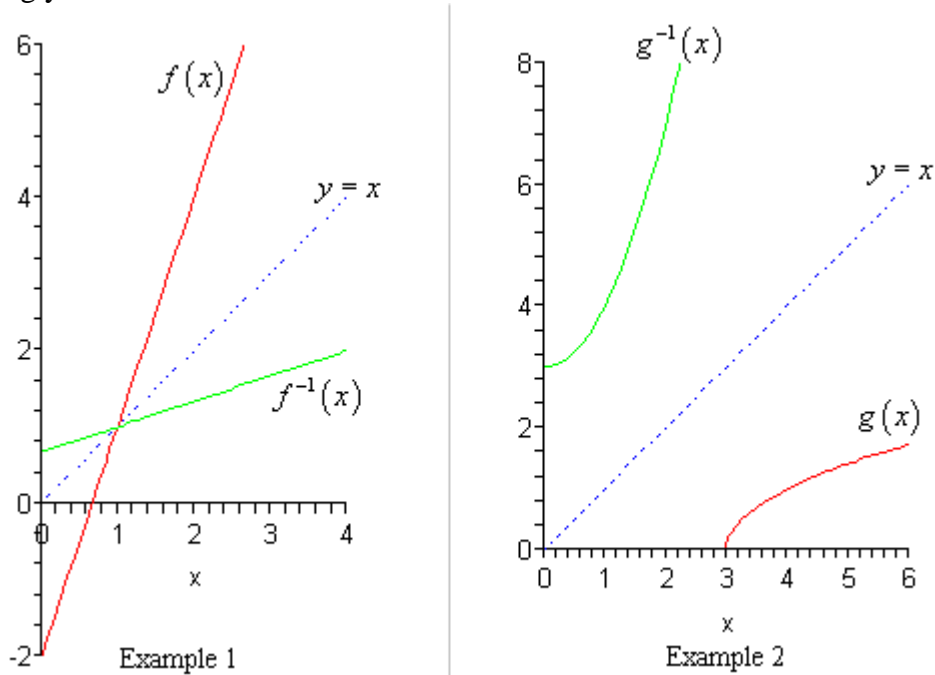 f(x)
y = x
f⁻¹(x)
6
4
2
0
-2
0 1 2 3 4
x
Example 1
g⁻¹(x)
y = x
g(x)
8
6
4
2
0
0 1 2 3 4 5 6
x
Example 2